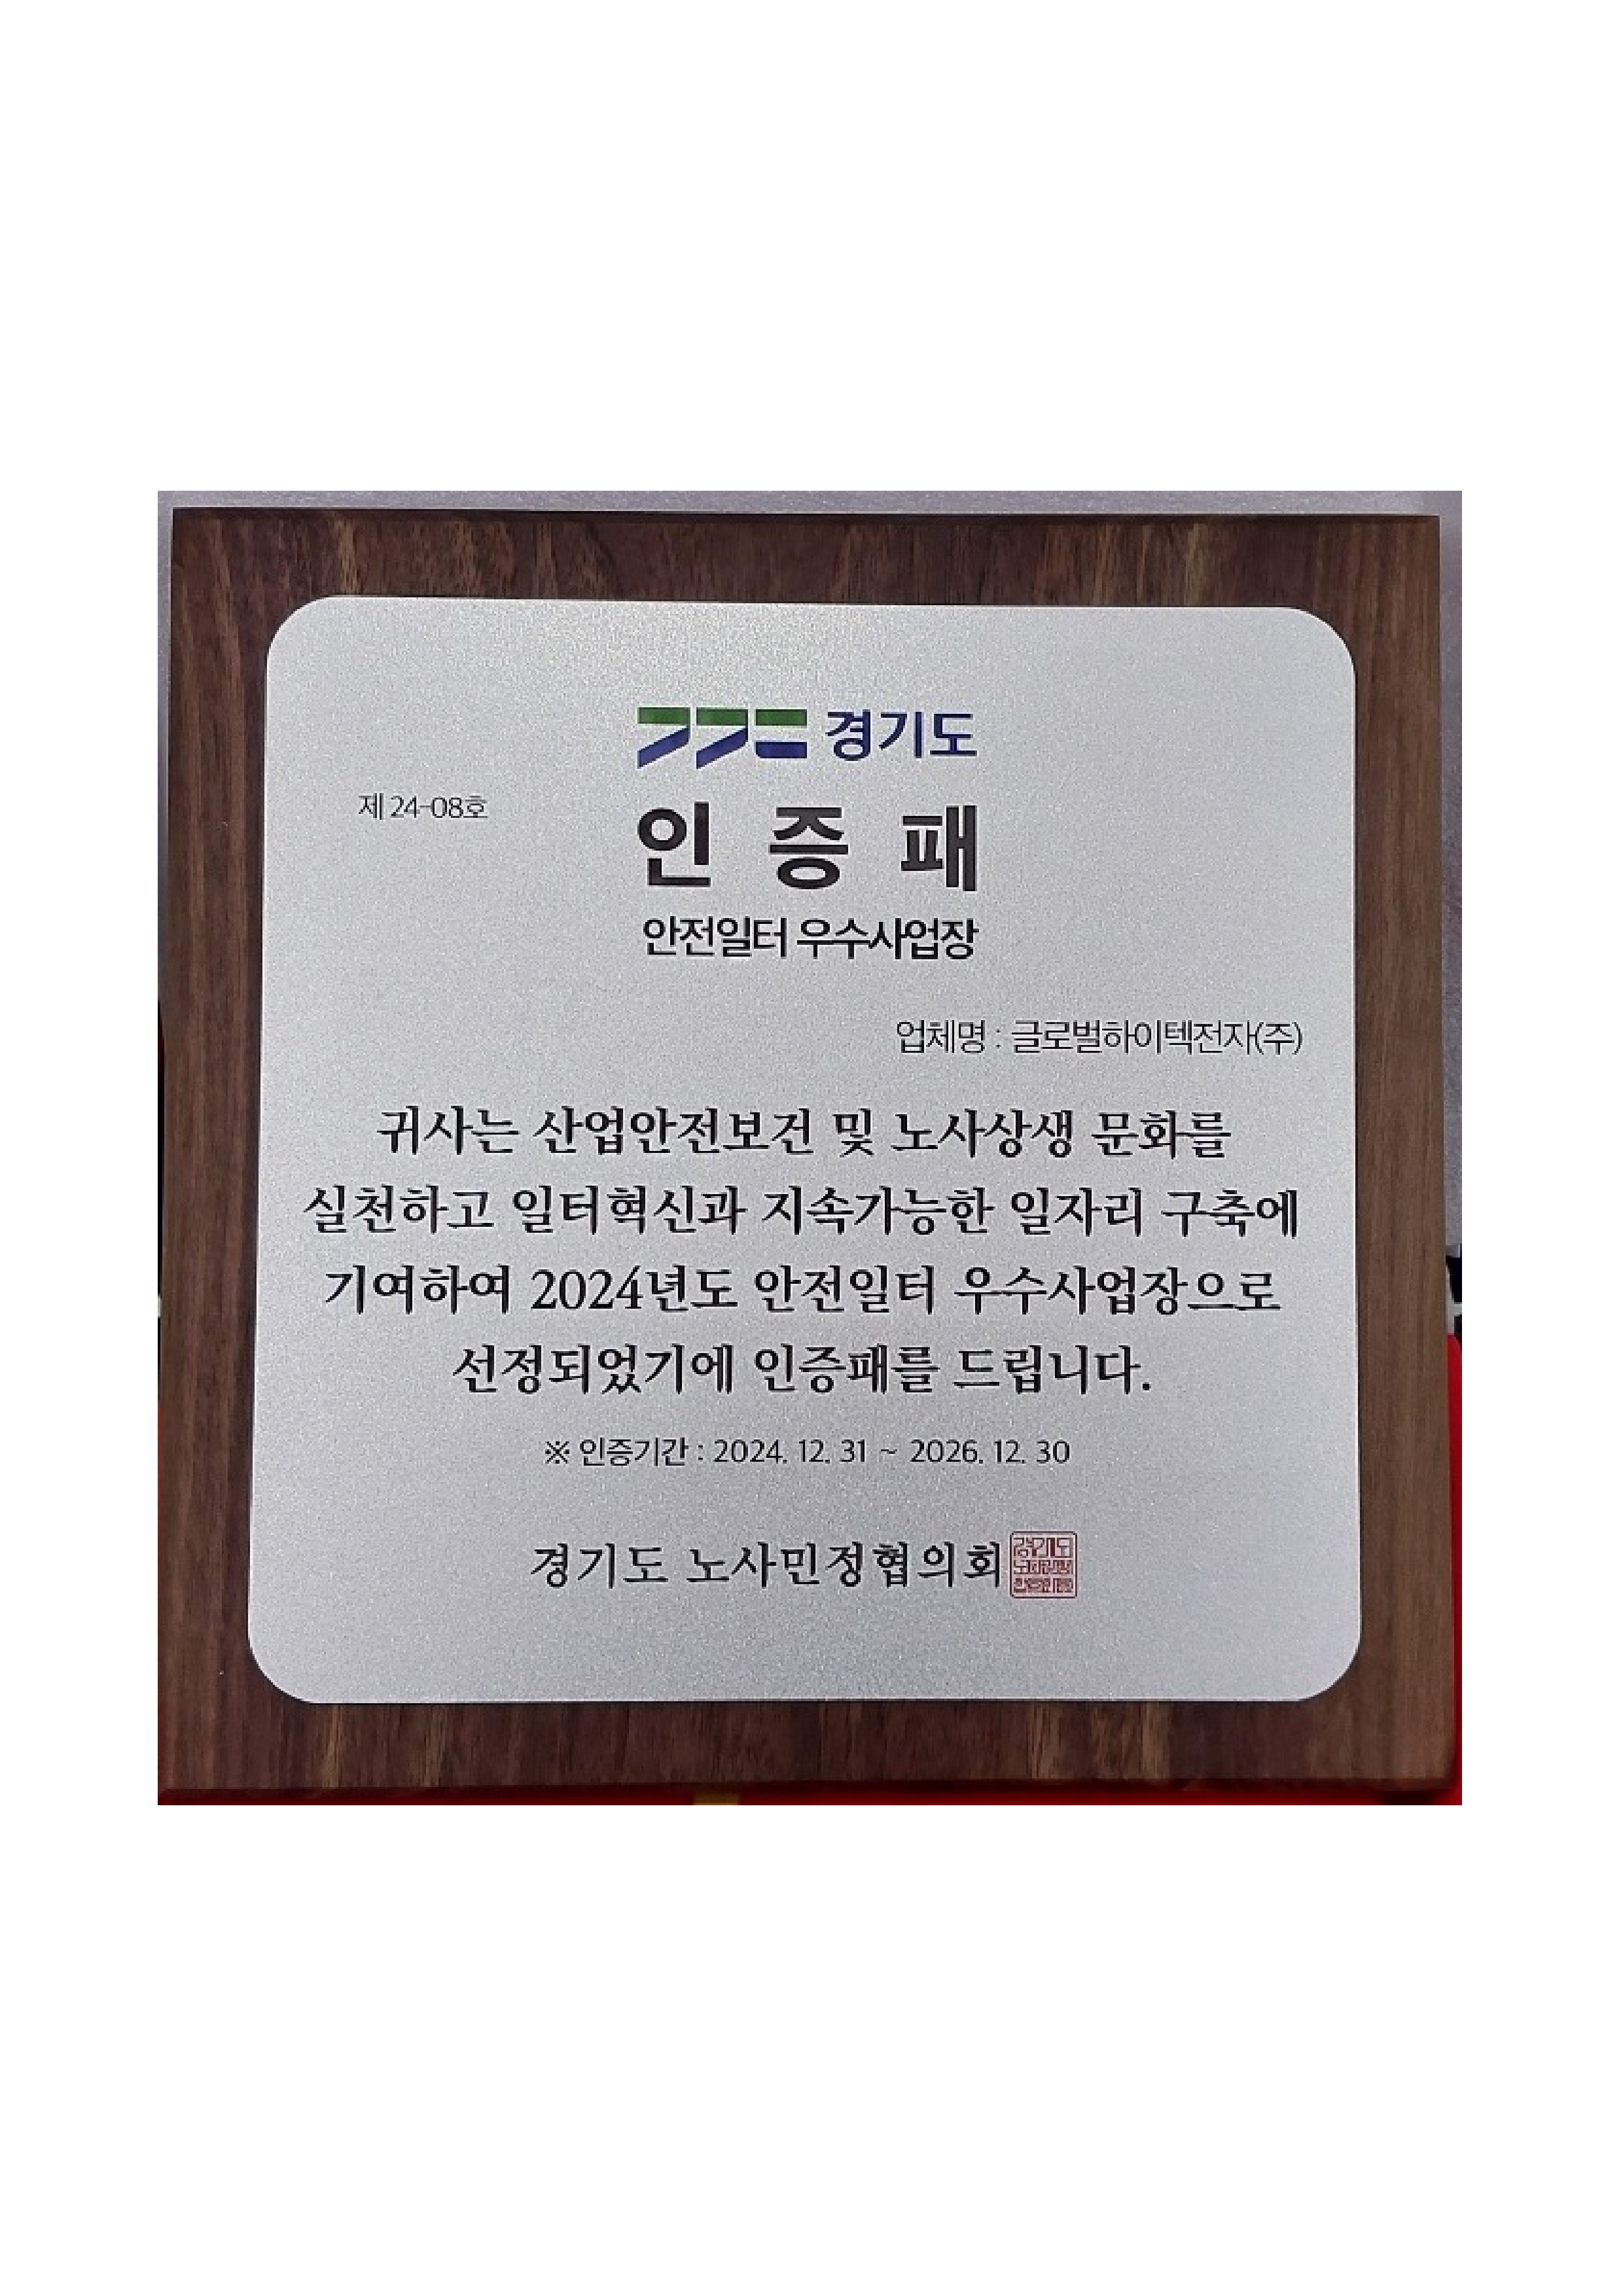 경기도
제 24-08호
인 증 패
안전일터 우수사업장
업체명 : 글로벌하이텍전자(주)
귀사는 산업안전보건 및 노사상생 문화를
실천하고 일터혁신과 지속가능한 일자리 구축에
기여하여 2024년도 안전일터 우수사업장으로
선정되었기에 인증패를 드립니다.
※ 인증기간 : 2024. 12. 31 ~ 2026. 12. 30
경기도 노사민정협의회